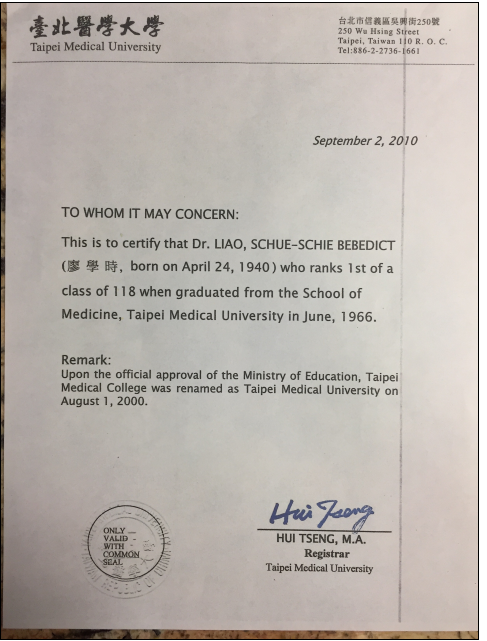 臺北醫學大學
Taipei Medical University
台北市信義區吳興街250號
250 Wu Hsing Street
Taipei, Taiwan 110 R. O. C.
Tel:886-2-2736-1661
September 2, 2010
TO WHOM IT MAY CONCERN:
This is to certify that Dr. LIAO, SCHUE-SCHIE BEBEDICT
(廖 學 時, born on April 24, 1940) who ranks 1st of a
class of 118 when graduated from the School of
Medicine, Taipei Medical University in June, 1966.
Remark:
Upon the official approval of the Ministry of Education, Taipei
Medical College was renamed as Taipei Medical University on
August 1, 2000.
ONLY
VALID
WITH
COMMON
SEAL
Hui Tseng
HUI TSENG, M.A.
Registrar
Taipei Medical University